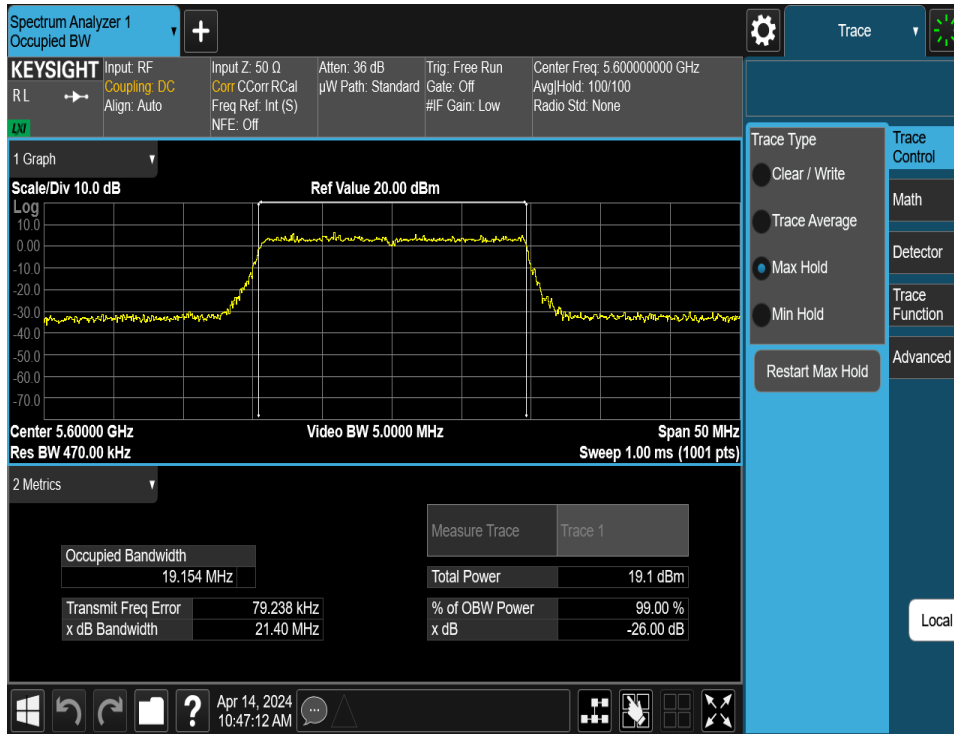 Spectrum Analyzer 1
Occupied BW
+
Trace
KEYSIGHT
R L
LXI
Input: RF
Coupling: DC
Align: Auto
Input Z: 50 Ω
Corr CCorr RCal
Freq Ref: Int (S)
NFE: Off
Atten: 36 dB
µW Path: Standard
Trig: Free Run
Gate: Off
#IF Gain: Low
Center Freq: 5.600000000 GHz
Avg|Hold: 100/100
Radio Std: None
1 Graph
Scale/Div 10.0 dB
Ref Value 20.00 dBm
Log
10.0
0.00
-10.0
-20.0
-30.0
-40.0
-50.0
-60.0
-70.0
Center 5.60000 GHz
Video BW 5.0000 MHz
Span 50 MHz
Res BW 470.00 kHz
Sweep 1.00 ms (1001 pts)
2 Metrics
Measure Trace
Trace 1
Occupied Bandwidth
19.154 MHz
Total Power
19.1 dBm
Transmit Freq Error
79.238 kHz
% of OBW Power
99.00 %
x dB Bandwidth
21.40 MHz
x dB
-26.00 dB
Trace Type
Clear / Write
Trace Average
Max Hold
Min Hold
Restart Max Hold
Trace
Control
Math
Detector
Trace
Function
Advanced
Local
?
Apr 14, 2024
10:47:12 AM